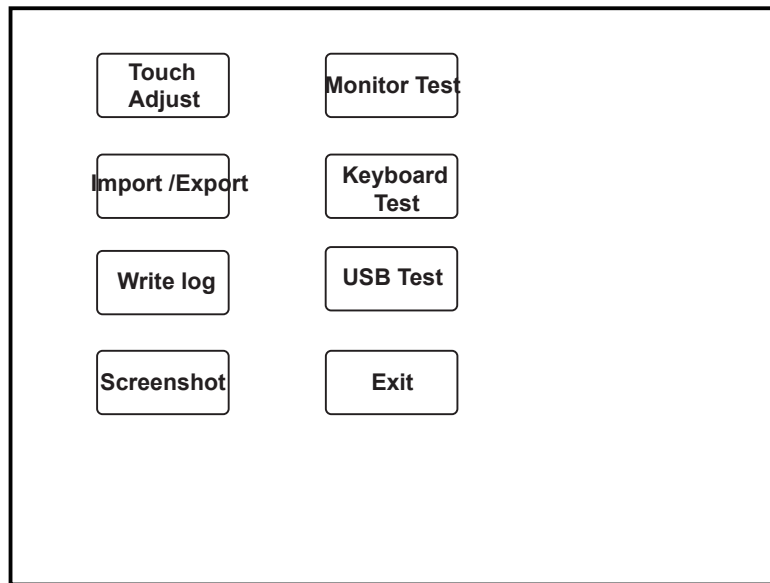 Touch
Adjust
Monitor Test
Import /Export
Keyboard
Test
Write log
USB Test
Screenshot
Exit